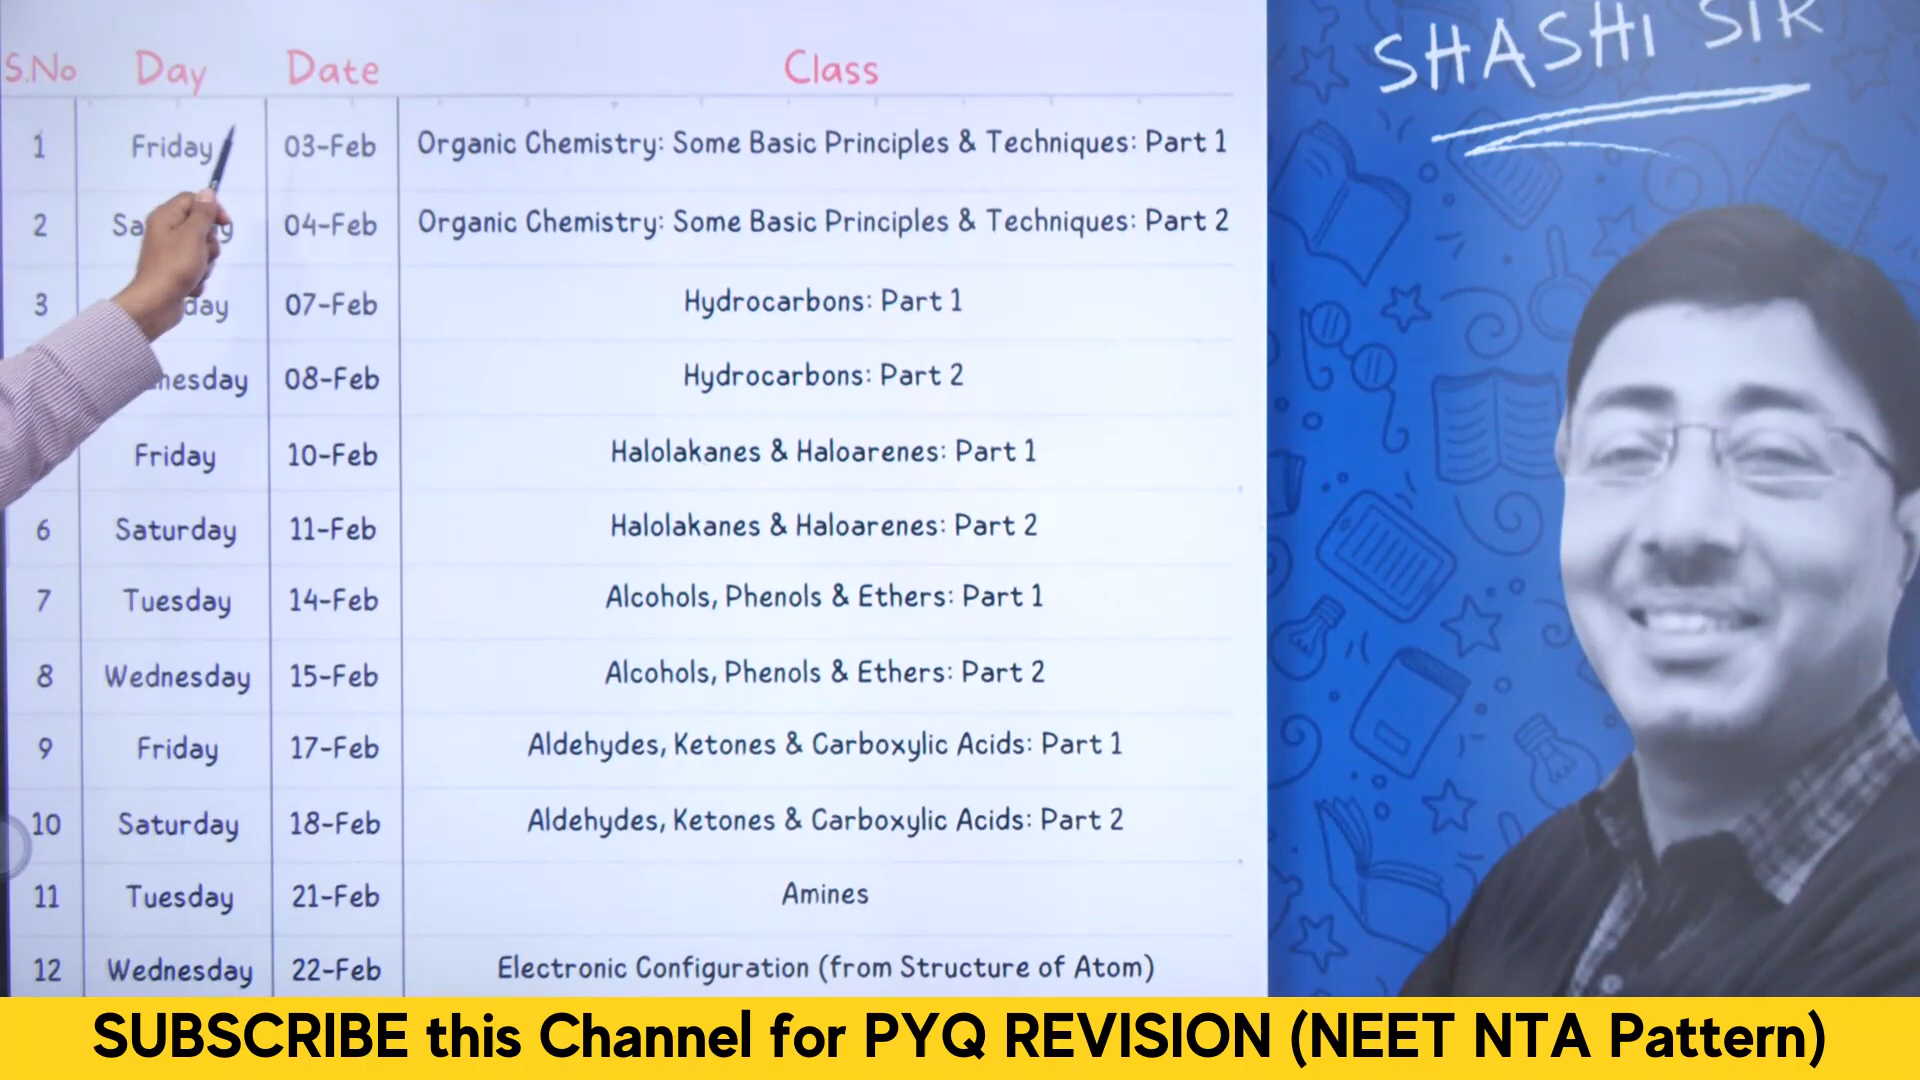 S.No Day Date Class
1 Friday 03-Feb Organic Chemistry: Some Basic Principles & Techniques: Part 1
2 04-Feb Organic Chemistry: Some Basic Principles & Techniques: Part 2
3 07-Feb Hydrocarbons: Part 1
08-Feb Hydrocarbons: Part 2
Friday 10-Feb Halolakanes & Haloarenes: Part 1
6 Saturday 11-Feb Halolakanes & Haloarenes: Part 2
7 Tuesday 14-Feb Alcohols, Phenols & Ethers: Part 1
8 Wednesday 15-Feb Alcohols, Phenols & Ethers: Part 2
9 Friday 17-Feb Aldehydes, Ketones & Carboxylic Acids: Part 1
10 Saturday 18-Feb Aldehydes, Ketones & Carboxylic Acids: Part 2
11 Tuesday 21-Feb Amines
12 Wednesday 22-Feb Electronic Configuration (from Structure of Atom)
SHASHI SIR
SUBSCRIBE this Channel for PYQ REVISION (NEET NTA Pattern)